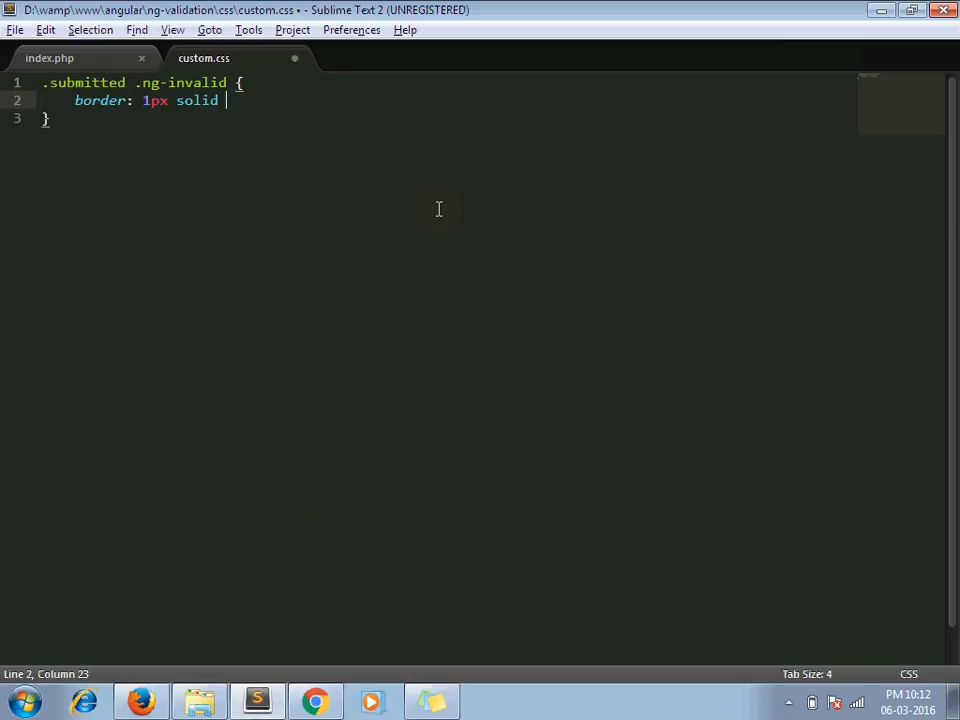 D:\wamp\www\angular\ng-validation\css\custom.css • - Sublime Text 2 (UNREGISTERED)
File Edit Selection Find View Goto Tools Project Preferences Help
index.php × custom.css
1 .submitted .ng-invalid {
2 border: 1px solid
3 }
Line 2, Column 23 Tab Size: 4 CSS
PM 10:12
06-03-2016